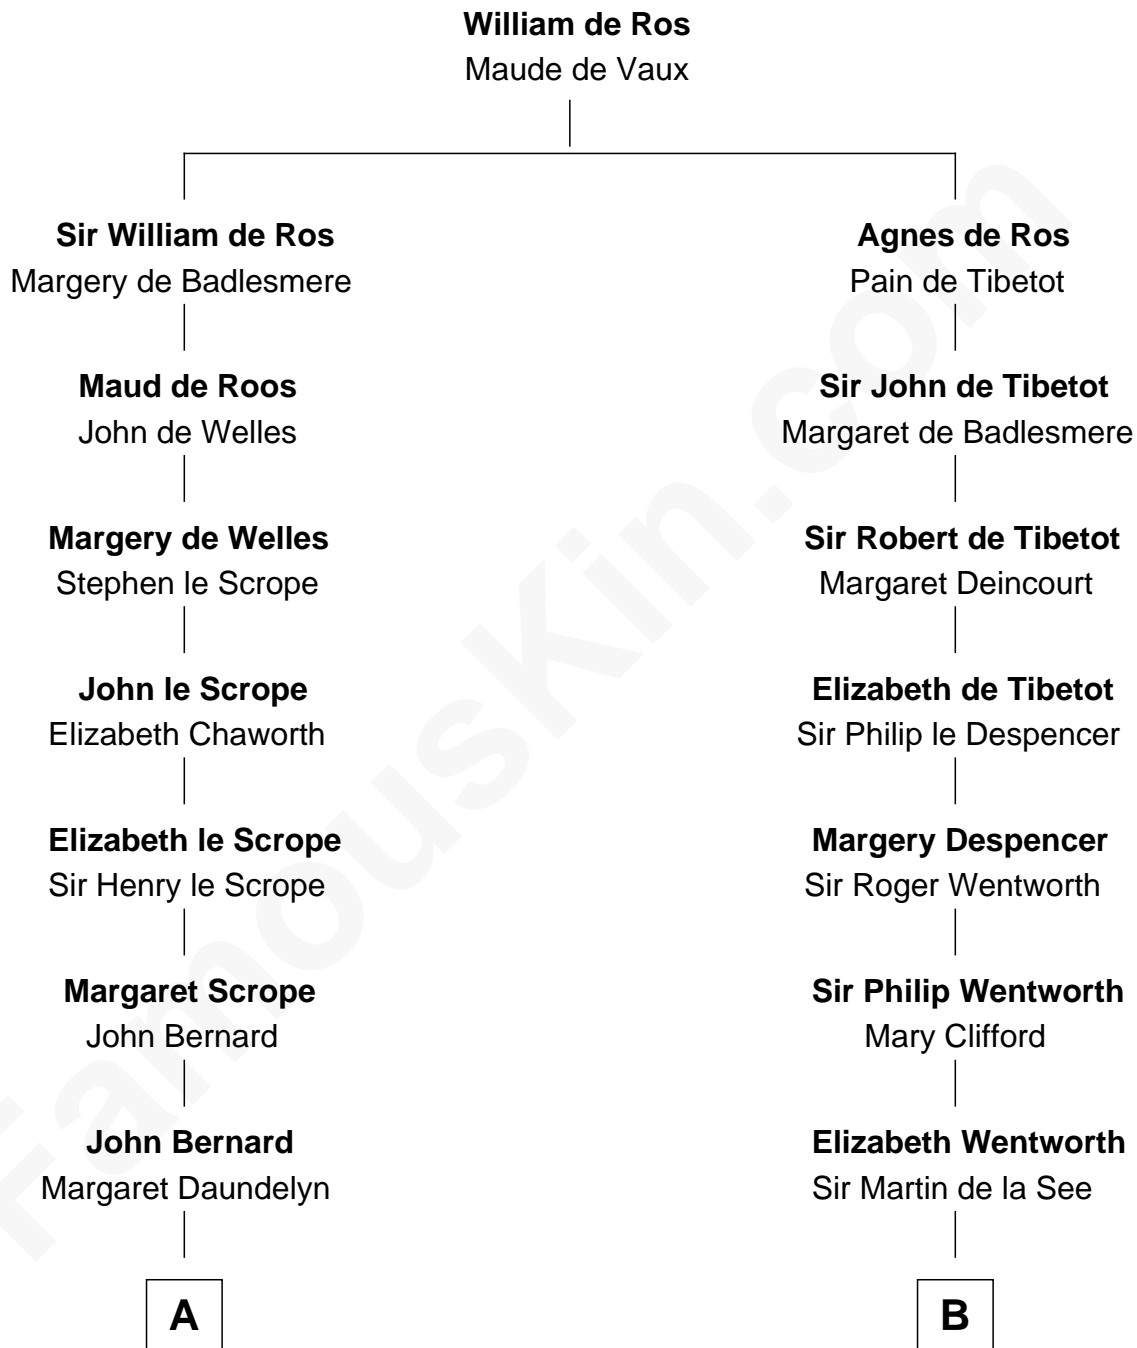 William de Ros
Maude de Vaux
Sir William de Ros
Margery de Badlesmere
Maud de Roos
John de Welles
Margery de Welles
Stephen le Scrope
John le Scrope
Elizabeth Chaworth
Elizabeth le Scrope
Sir Henry le Scrope
Margaret Scrope
John Bernard
John Bernard
Margaret Daundelyn
A
Agnes de Ros
Pain de Tibetot
Sir John de Tibetot
Margaret de Badlesmere
Sir Robert de Tibetot
Margaret Deincourt
Elizabeth de Tibetot
Sir Philip le Despencer
Margery Despencer
Sir Roger Wentworth
Sir Philip Wentworth
Mary Clifford
Elizabeth Wentworth
Sir Martin de la See
B
FamousKin.com